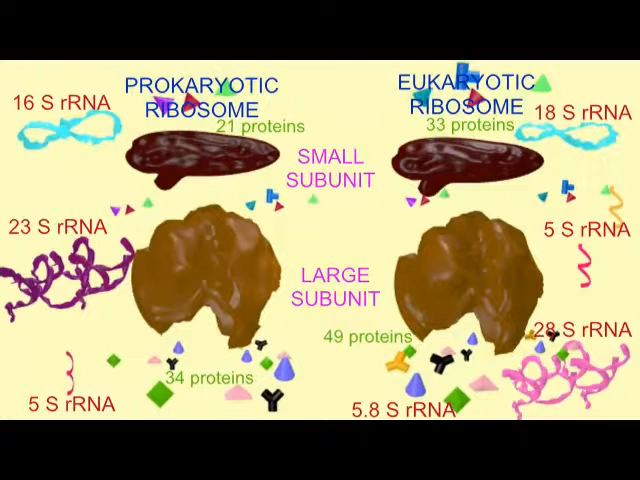 PROKARYOTIC
RIBOSOME
EUKARYOTIC
RIBOSOME
16 S rRNA
18 S rRNA
21 proteins
33 proteins
SMALL
SUBUNIT
23 S rRNA
5 S rRNA
LARGE
SUBUNIT
28 S rRNA
49 proteins
34 proteins
5 S rRNA
5.8 S rRNA